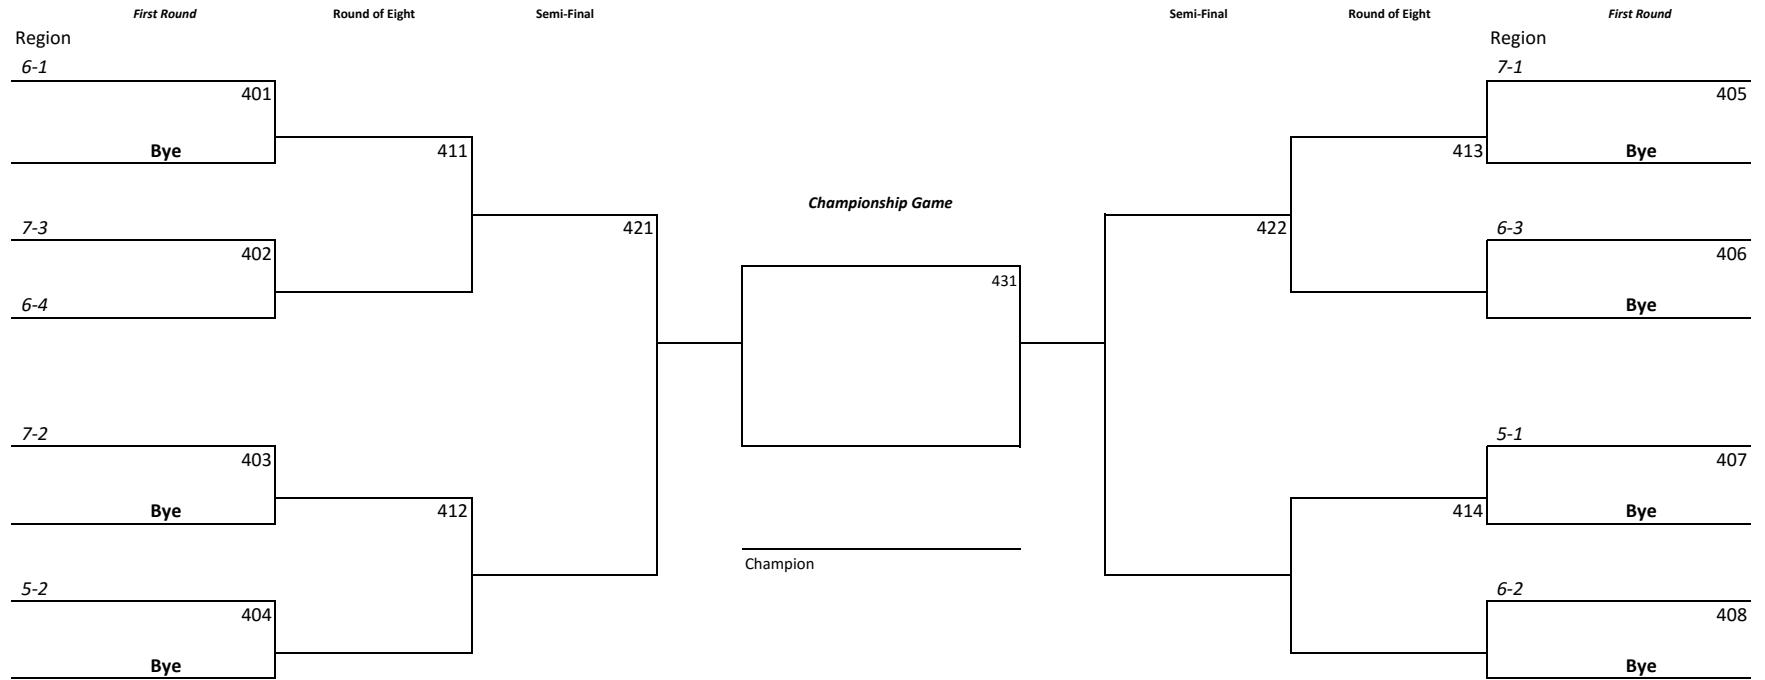 First Round Round of Eight Semi-Final Semi-Final Round of Eight First Round
Region Region
6-1 7-1
401 405
Bye 411 413 Bye
Championship Game
7-3 421 422 6-3
402 406
431
6-4 Bye
7-2 5-1
403 407
Bye 412 414 Bye
Champion
5-2 6-2
404 408
Bye Bye